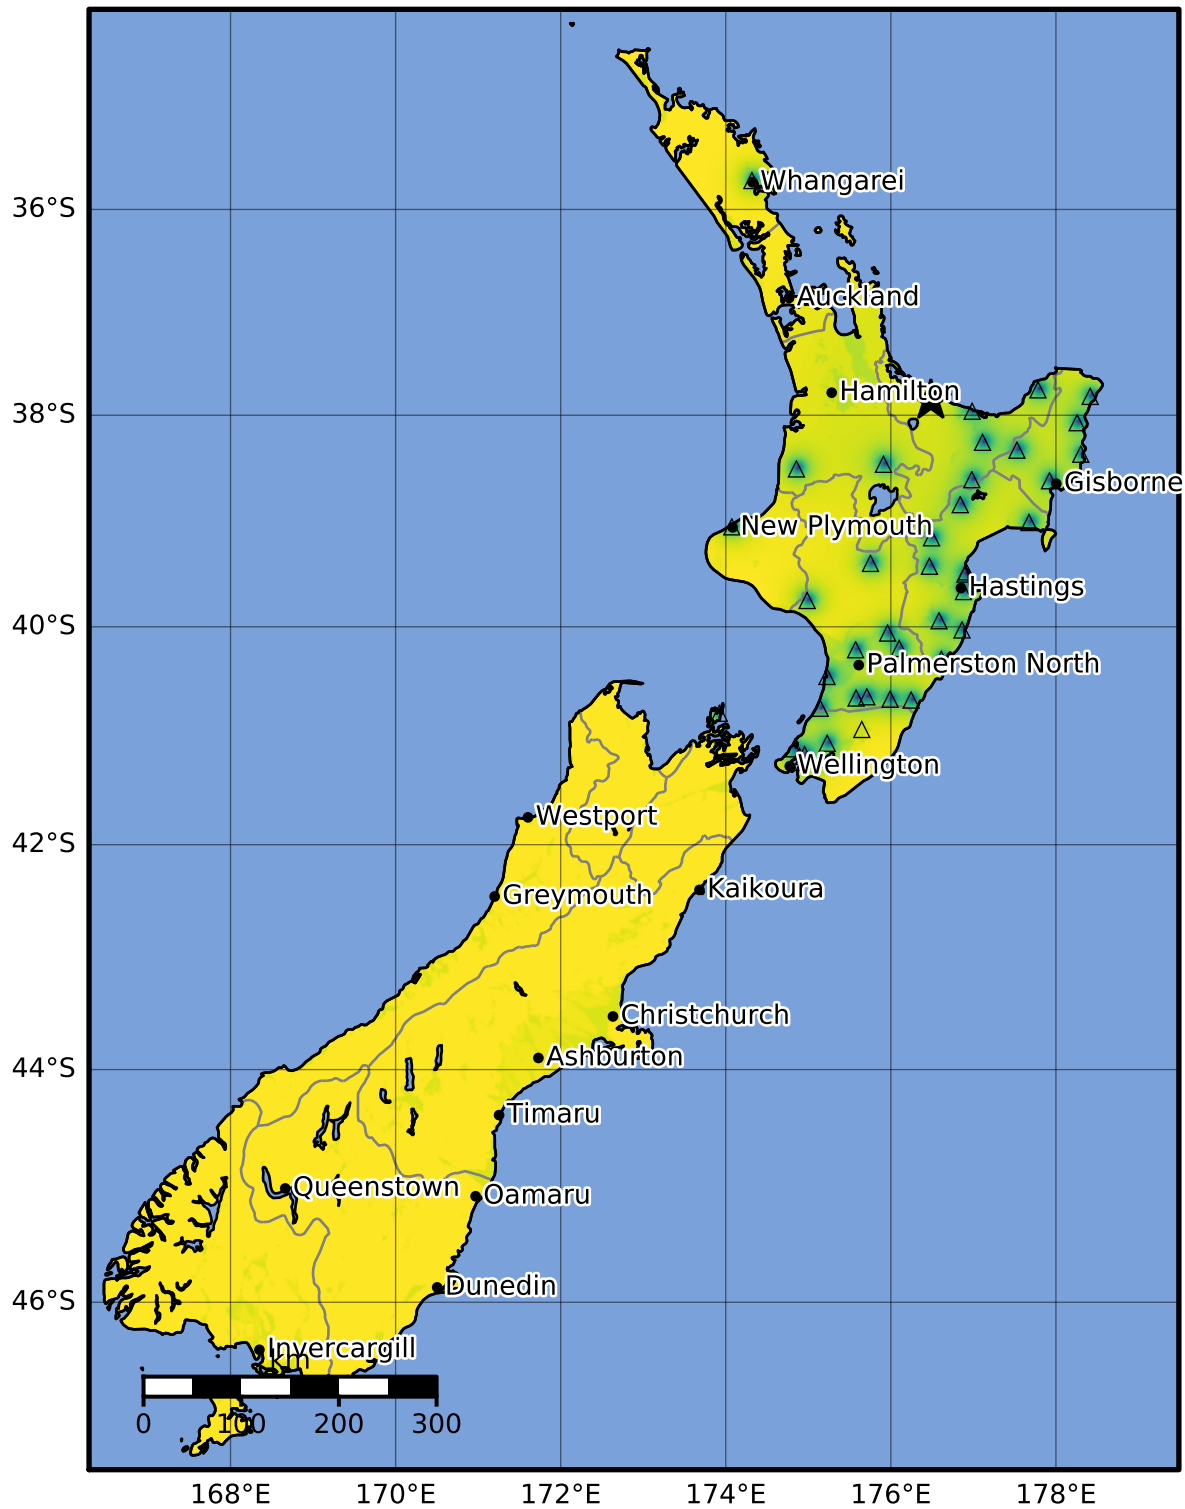 Whangarei
36°S
Auckland
Hamilton
38°S
Gisborne
New Plymouth
Hastings
40°S
Palmerston North
Wellington
Westport
42°S
Kaikoura
Greymouth
Christchurch
Ashburton
44°S
Timaru
Queenstown
Oamaru
Dunedin
46°S
Invercargill
km
0 100 200 300
168°E 170°E 172°E 174°E 176°E 178°E